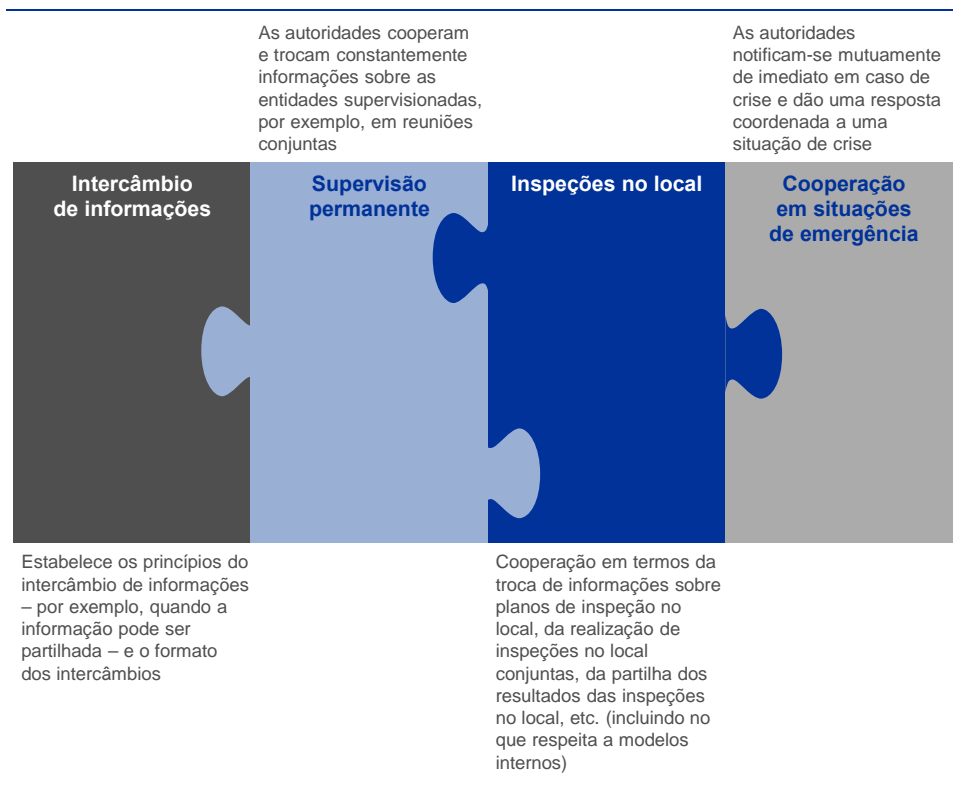 As autoridades cooperam
e trocam constantemente
informações sobre as
entidades supervisionadas,
por exemplo, em reuniões
conjuntas
As autoridades
notificam-se mutuamente
de imediato em caso de
crise e dão uma resposta
coordenada a uma
situação de crise
Intercâmbio
de informações
Supervisão
permanente
Inspeções no local
Cooperação
em situações
de emergência
Estabelece os princípios do
intercâmbio de informações
– por exemplo, quando a
informação pode ser
partilhada – e o formato
dos intercâmbios
Cooperação em termos da
troca de informações sobre
planos de inspeção no
local, da realização de
inspeções no local
conjuntas, da partilha dos
resultados das inspeções
no local, etc. (incluindo no
que respeita a modelos
internos)